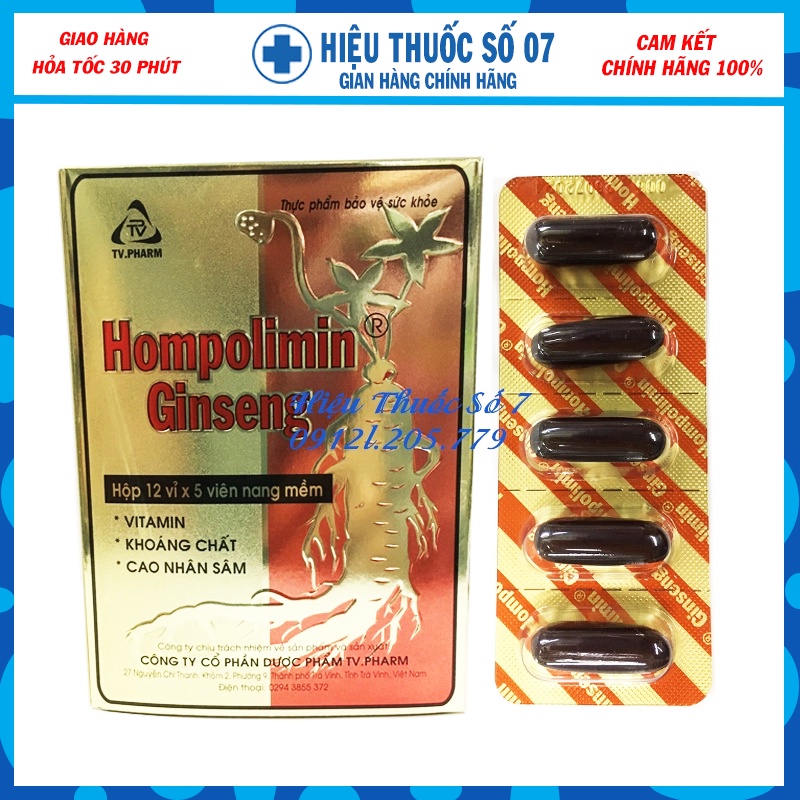 GIAO HÀNG
HỎA TỐC 30 PHÚT
HIỆU THUỐC SỐ 07
GIAN HÀNG CHÍNH HÃNG
CAM KẾT
CHÍNH HÃNG 100%
Thực phẩm bảo vệ sức khỏe
TV
TV.PHARM
Hompolimin®
Ginseng
Hiệu Thuốc Số 7
0912l.205.779
Hộp 12 vỉ x 5 viên nang mềm
* VITAMIN
* KHOÁNG CHẤT
* CAO NHÂN SÂM
Công ty chịu trách nhiệm về sản phẩm và sản xuất:
CÔNG TY CỔ PHẦN DƯỢC PHẨM TV.PHARM
27 Nguyễn Chí Thanh, Khóm 2, Phường 9, Thành phố Trà Vinh, Tỉnh Trà Vinh, Việt Nam
Điện thoại: 0294 3855 372
Hompolimin
Ginseng